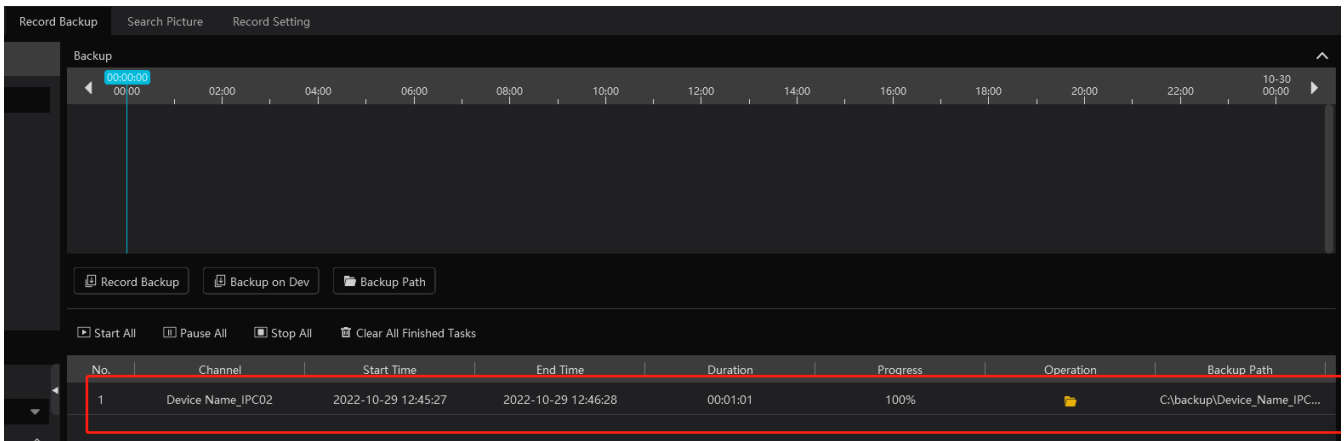 Record Backup Search Picture Record Setting
Backup
00:00:00
10-30
00:00 02:00 04:00 06:00 08:00 10:00 12:00 14:00 16:00 18:00 20:00 22:00 00:00
Record Backup Backup on Dev Backup Path
Start All Pause All Stop All Clear All Finished Tasks
No. Channel Start Time End Time Duration Progress Operation Backup Path
1 Device Name_IPC02 2022-10-29 12:45:27 2022-10-29 12:46:28 00:01:01 100% C:\backup\Device_Name_IPC...